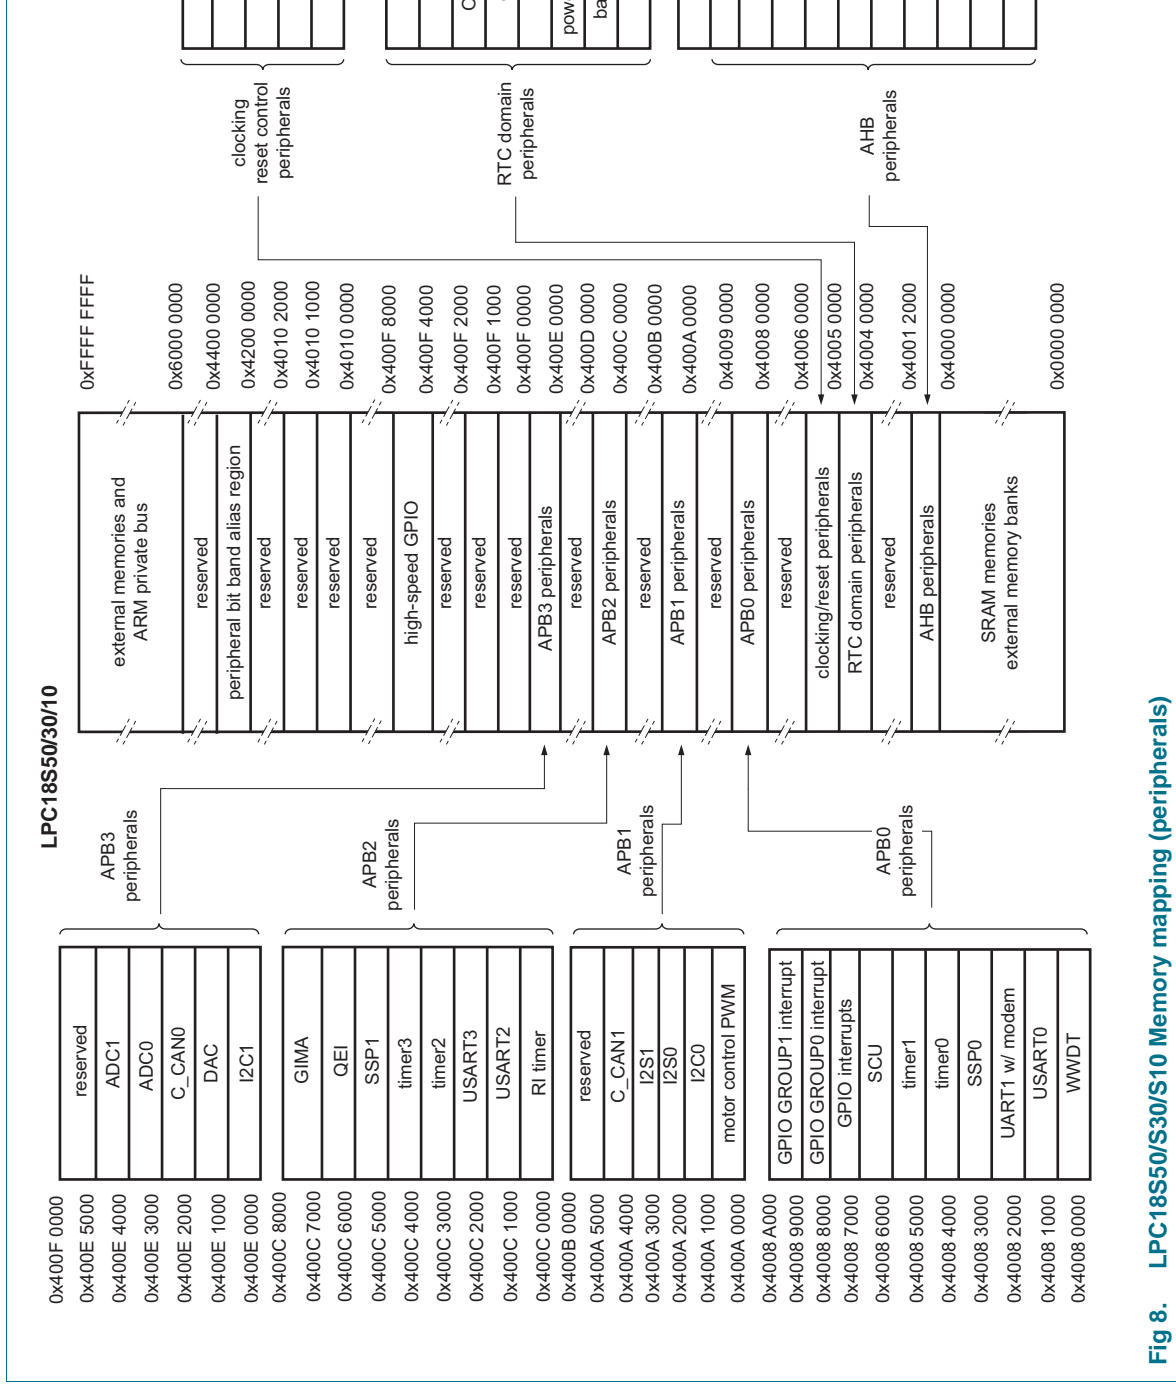 LPC18S50/30/10
0x400F 0000
reserved
0x400E 5000
ADC1
0x400E 4000
ADC0
0x400E 3000
C_CAN0
0x400E 2000
DAC
0x400E 1000
I2C1
0x400E 0000
0x400C 8000
GIMA
0x400C 7000
QEI
0x400C 6000
SSP1
0x400C 5000
timer3
0x400C 4000
timer2
0x400C 3000
USART3
0x400C 2000
USART2
0x400C 1000
RI timer
0x400C 0000
0x400B 0000
reserved
0x400A 5000
C_CAN1
0x400A 4000
I2S1
0x400A 3000
I2S0
0x400A 2000
I2C0
0x400A 1000
motor control PWM
0x400A 0000
0x4008 A000
GPIO GROUP1 interrupt
0x4008 9000
GPIO GROUP0 interrupt
0x4008 8000
GPIO interrupts
0x4008 7000
SCU
0x4008 6000
timer1
0x4008 5000
timer0
0x4008 4000
SSP0
0x4008 3000
UART1 w/ modem
0x4008 2000
USART0
0x4008 1000
WWDT
0x4008 0000
APB3
peripherals
APB2
peripherals
APB1
peripherals
APB0
peripherals
external memories and
ARM private bus
reserved
peripheral bit band alias region
reserved
reserved
reserved
reserved
high-speed GPIO
reserved
reserved
reserved
APB3 peripherals
reserved
APB2 peripherals
reserved
APB1 peripherals
reserved
APB0 peripherals
reserved
clocking/reset peripherals
RTC domain peripherals
reserved
AHB peripherals
SRAM memories
external memory banks
0xFFFF FFFF
0x6000 0000
0x4400 0000
0x4200 0000
0x4010 2000
0x4010 1000
0x4010 0000
0x400F 8000
0x400F 4000
0x400F 2000
0x400F 1000
0x400F 0000
0x400E 0000
0x400D 0000
0x400C 0000
0x400B 0000
0x400A 0000
0x4009 0000
0x4008 0000
0x4006 0000
0x4005 0000
0x4004 0000
0x4001 2000
0x4000 0000
0x0000 0000
clocking
reset control
peripherals
RTC domain
peripherals
AHB
peripherals
Fig 8. LPC18S50/S30/S10 Memory mapping (peripherals)